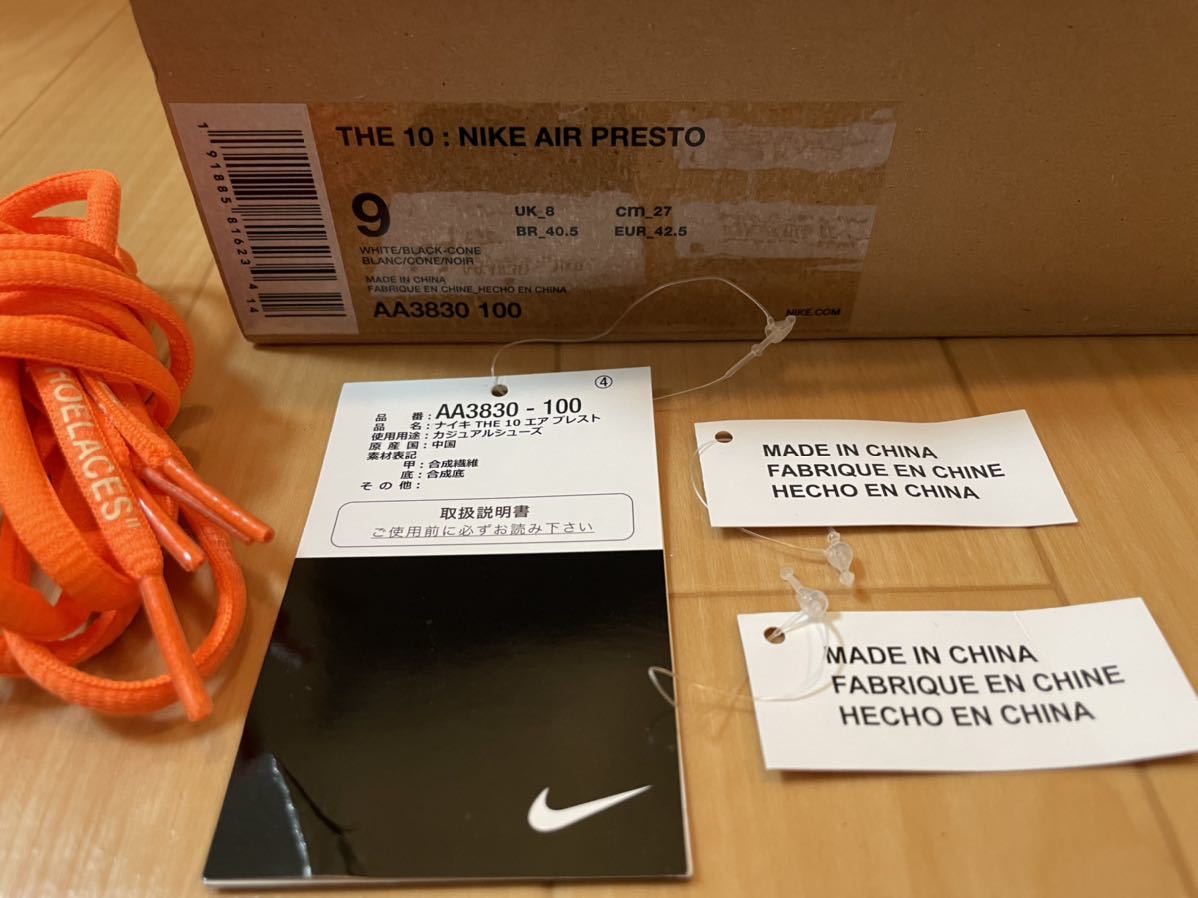 THE 10 : NIKE AIR PRESTO
1 91885 81623 4 14
9
UK_8 cm_27
BR_40.5 EUR_42.5
WHITE/BLACK-CONE
BLANC/CONE/NOIR
MADE IN CHINA
FABRIQUE EN CHINE_HECHO EN CHINA
AA3830 100
NIKE.COM
HOELACES"
④
品 番:AA3830 - 100
品 名:ナイキ THE 10 エア プレスト
使用用途:カジュアルシューズ
原 産 国:中国
素材表記
甲:合成繊維
底:合成底
そ の 他:
取扱説明書
ご使用前に必ずお読み下さい
MADE IN CHINA
FABRIQUE EN CHINE
HECHO EN CHINA
MADE IN CHINA
FABRIQUE EN CHINE
HECHO EN CHINA